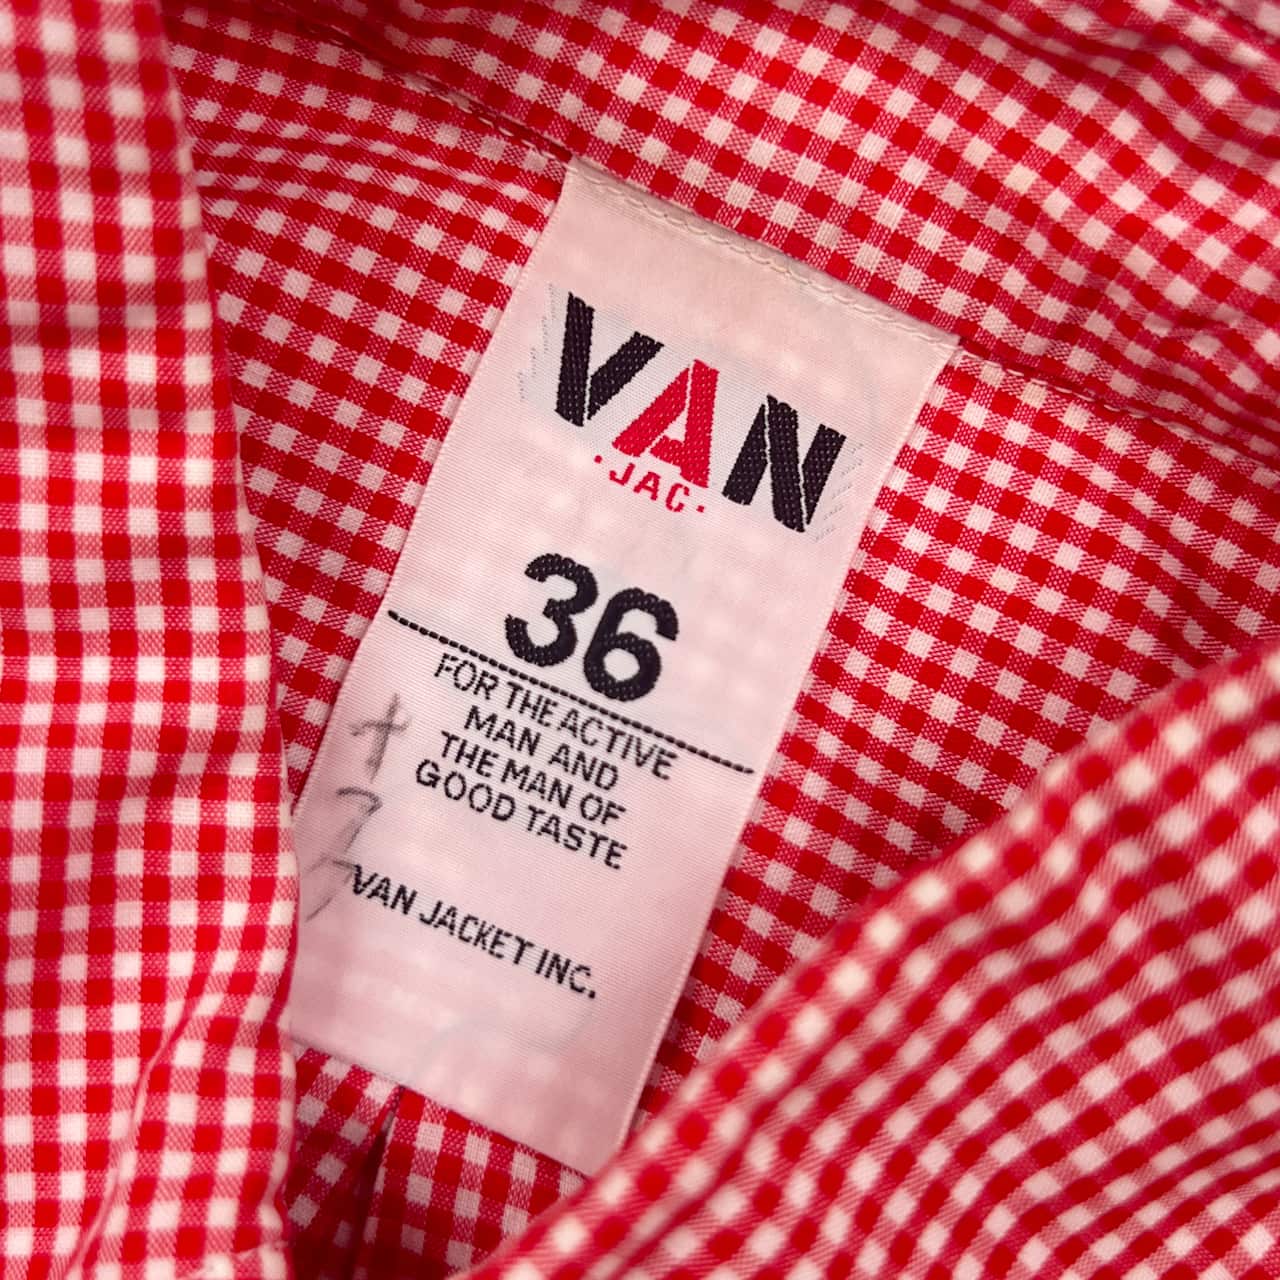 VAN
·JAC·
36
FOR THE ACTIVE
MAN AND
THE MAN OF
GOOD TASTE
VAN JACKET INC.